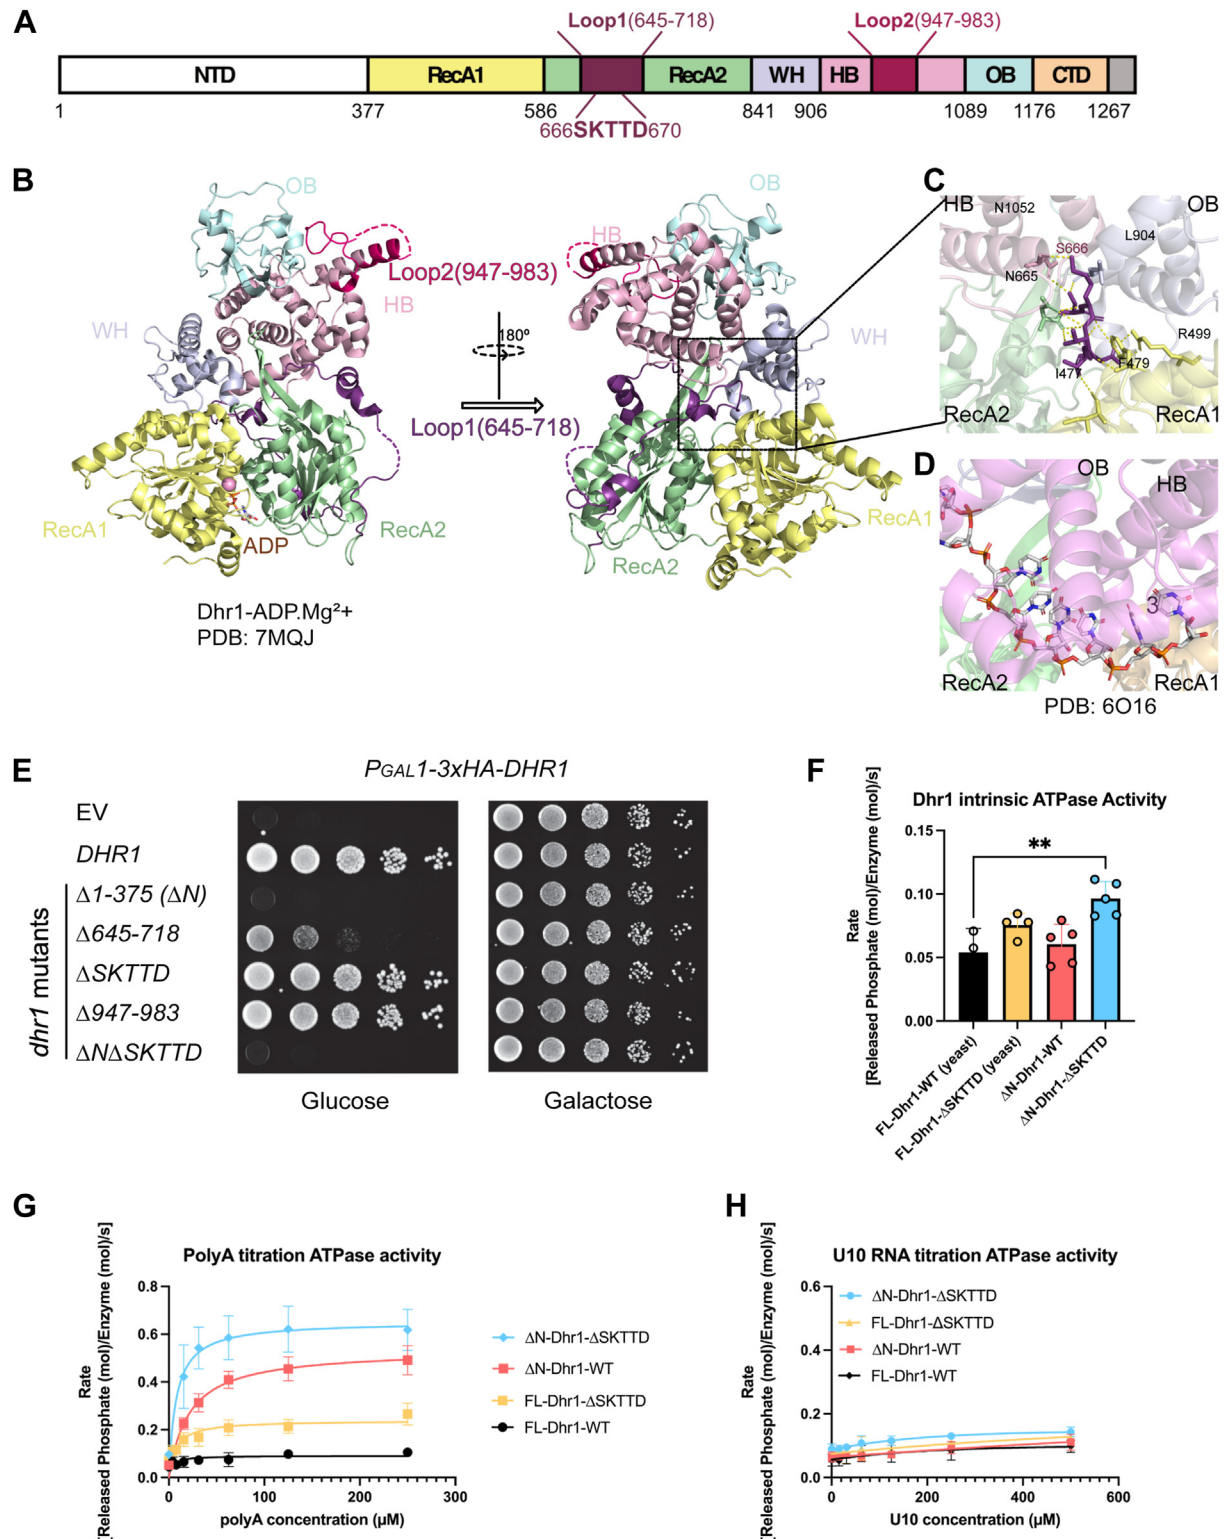 A
Loop1(645-718)
Loop2(947-983)
NTD
RecA1
RecA2
WH
HB
OB
CTD
1
377
586
841
906
1089
1176
1267
666SKTTD670
B
OB
Loop2(947-983)
HB
WH
180º
Loop1(645-718)
RecA1
RecA2
ADP
Dhr1-ADP.Mg²+
PDB: 7MQJ
OB
HB
WH
RecA1
RecA2
C
HB
N1052
OB
L904
S666
N665
R499
I477
F479
RecA2
RecA1
D
OB
HB
3
RecA2
RecA1
PDB: 6O16
E
PGAL1-3xHA-DHR1
EV
DHR1
Δ1-375 (ΔN)
Δ645-718
ΔSKTTD
Δ947-983
ΔNΔSKTTD
dhr1 mutants
Glucose
Galactose
F
Dhr1 intrinsic ATPase Activity
Rate
[Released Phosphate (mol)/Enzyme (mol)/s]
0.15
0.10
0.05
0.00
**
FL-Dhr1-WT (yeast)
FL-Dhr1-ΔSKTTD (yeast)
ΔN-Dhr1-WT
ΔN-Dhr1-ΔSKTTD
G
PolyA titration ATPase activity
Rate
[Released Phosphate (mol)/Enzyme (mol)/s]
0.8
0.6
0.4
0.2
0.0
0
100
200
300
polyA concentration (µM)
ΔN-Dhr1-ΔSKTTD
ΔN-Dhr1-WT
FL-Dhr1-ΔSKTTD
FL-Dhr1-WT
H
U10 RNA titration ATPase activity
Rate
[Released Phosphate (mol)/Enzyme (mol)/s]
0.6
0.4
0.2
0.0
0
200
400
600
U10 concentration (µM)
ΔN-Dhr1-ΔSKTTD
FL-Dhr1-ΔSKTTD
ΔN-Dhr1-WT
FL-Dhr1-WT